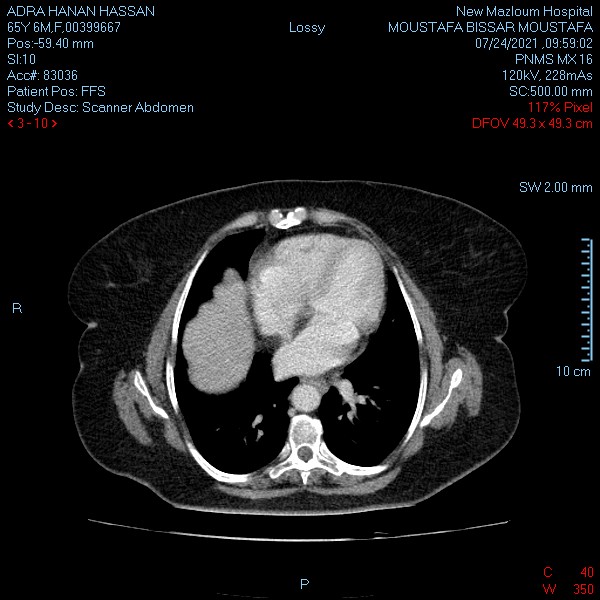 ADRA HANAN HASSAN
65Y 6M,F,00399667
Pos:-59.40 mm
SI:10
Acc#: 83036
Patient Pos: FFS
Study Desc: Scanner Abdomen
< 3 - 10 >
Lossy
New Mazloum Hospital
MOUSTAFA BISSAR MOUSTAFA
07/24/2021 ,09:59:02
PNMS MX 16
120kV, 228mAs
SC:500.00 mm
117% Pixel
DFOV 49.3 x 49.3 cm
SW 2.00 mm
R
10 cm
P
C 40
W 350